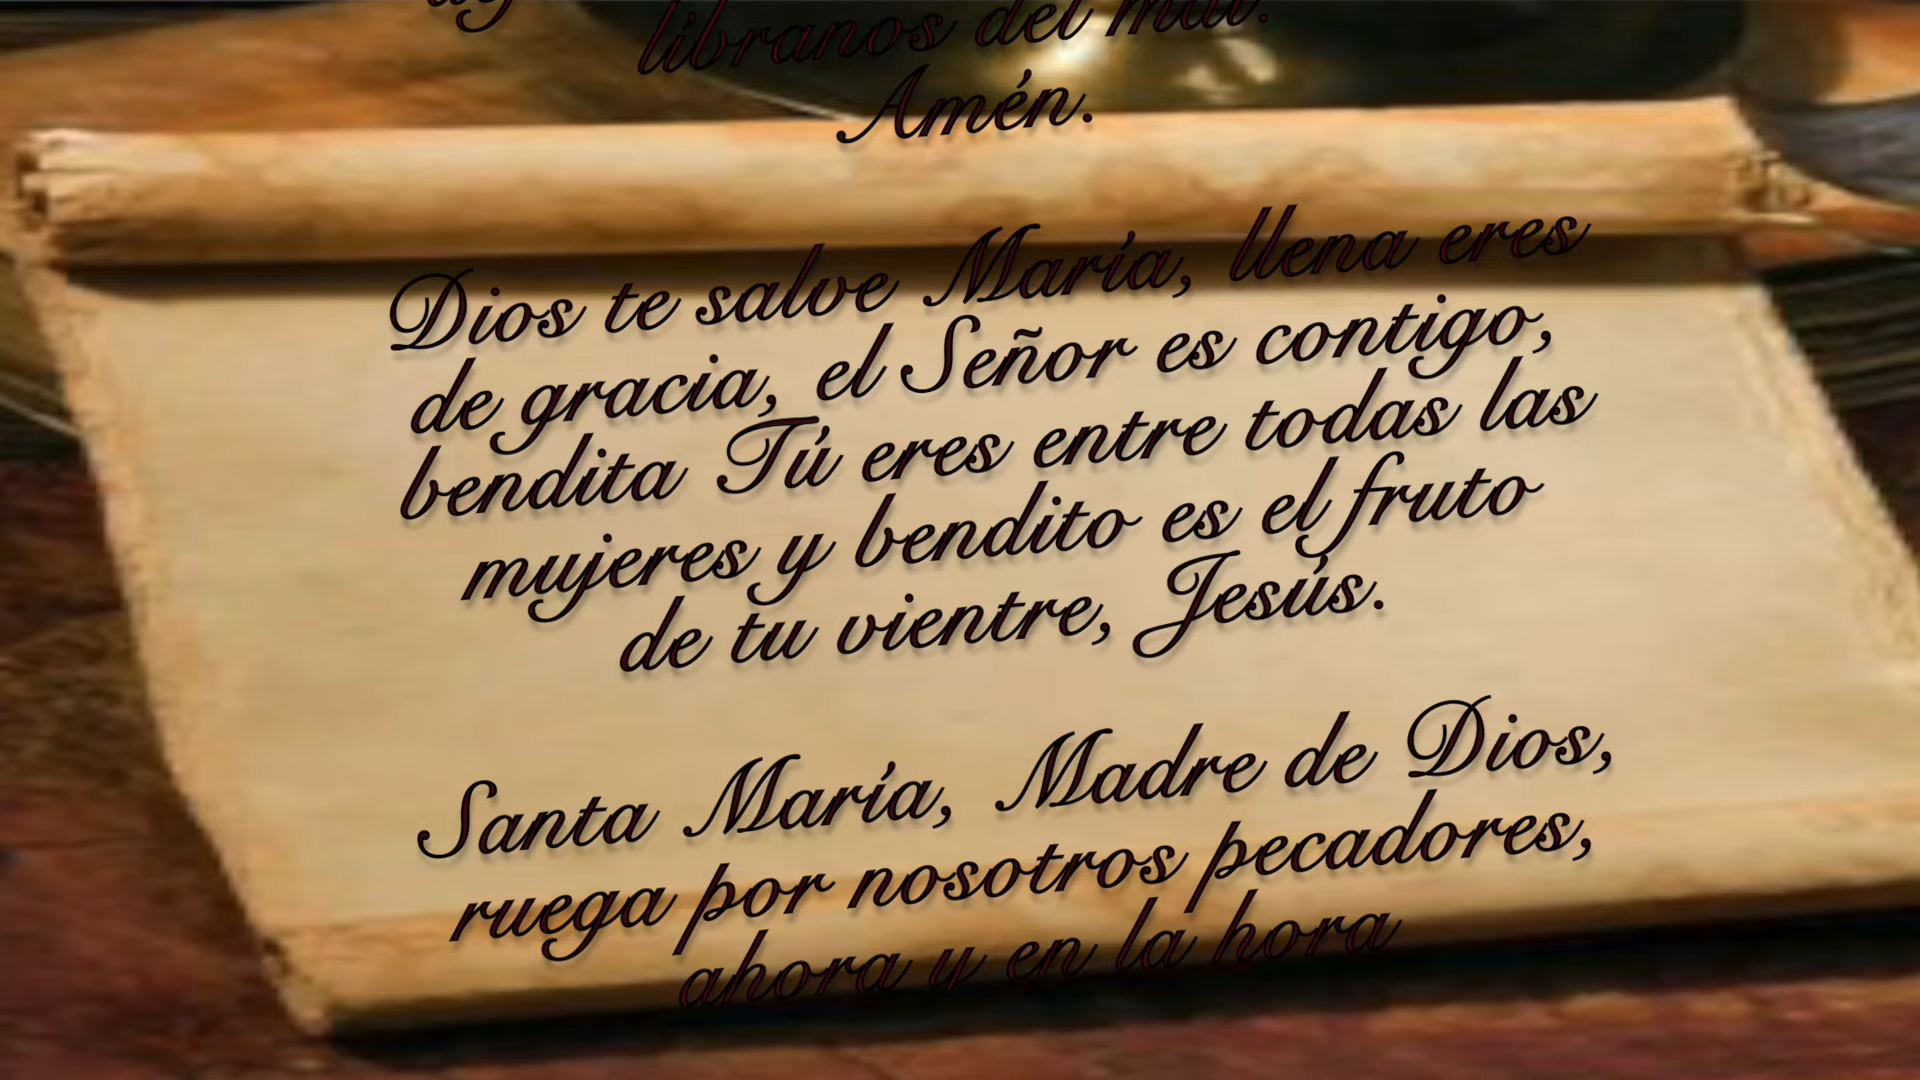 líbranos del mal.
Amén.
Dios te salve María, llena eres
de gracia, el Señor es contigo,
bendita Tú eres entre todas las
mujeres y bendito es el fruto
de tu vientre, Jesús.
Santa María, Madre de Dios,
ruega por nosotros pecadores,
ahora y en la hora